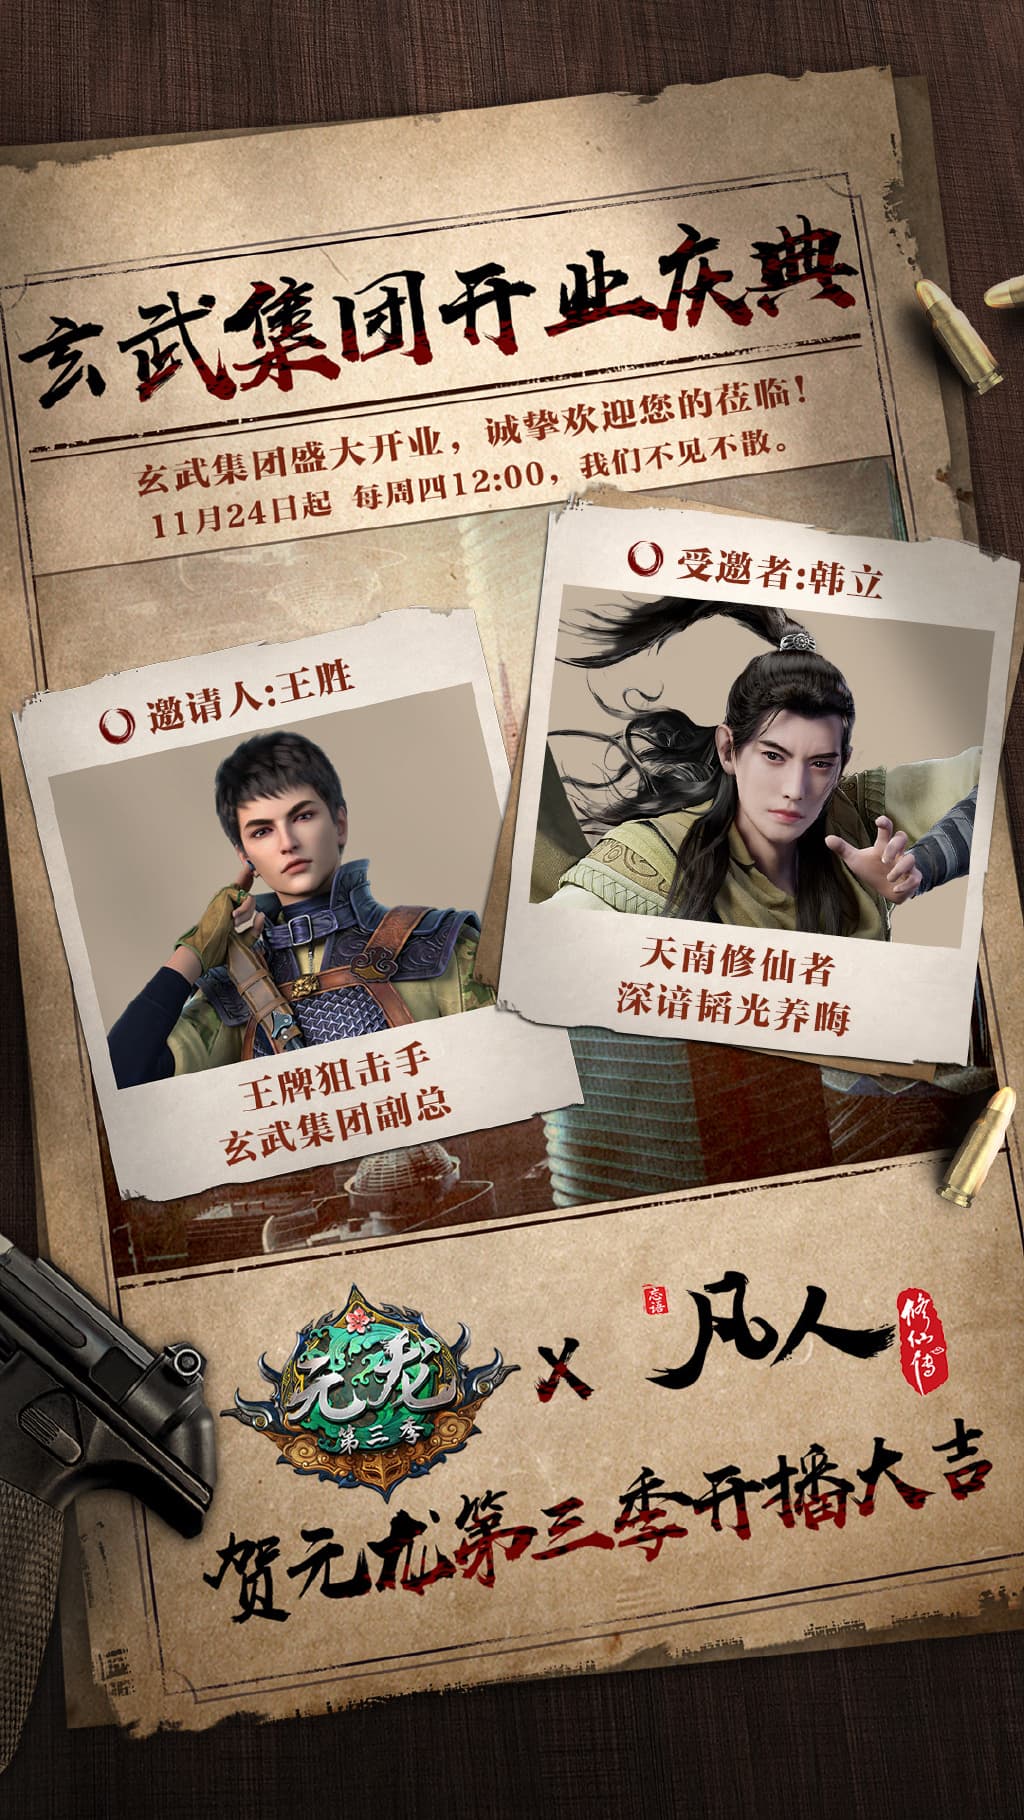 玄武集团开业庆典
玄武集团盛大开业，诚挚欢迎您的莅临！
11月24日起 每周四12:00，我们不见不散。
受邀者:韩立
邀请人:王胜
天南修仙者
深谙韬光养晦
王牌狙击手
玄武集团副总
元龙
第三季
X
忘语
凡人
修仙传
贺元龙第三季开播大吉